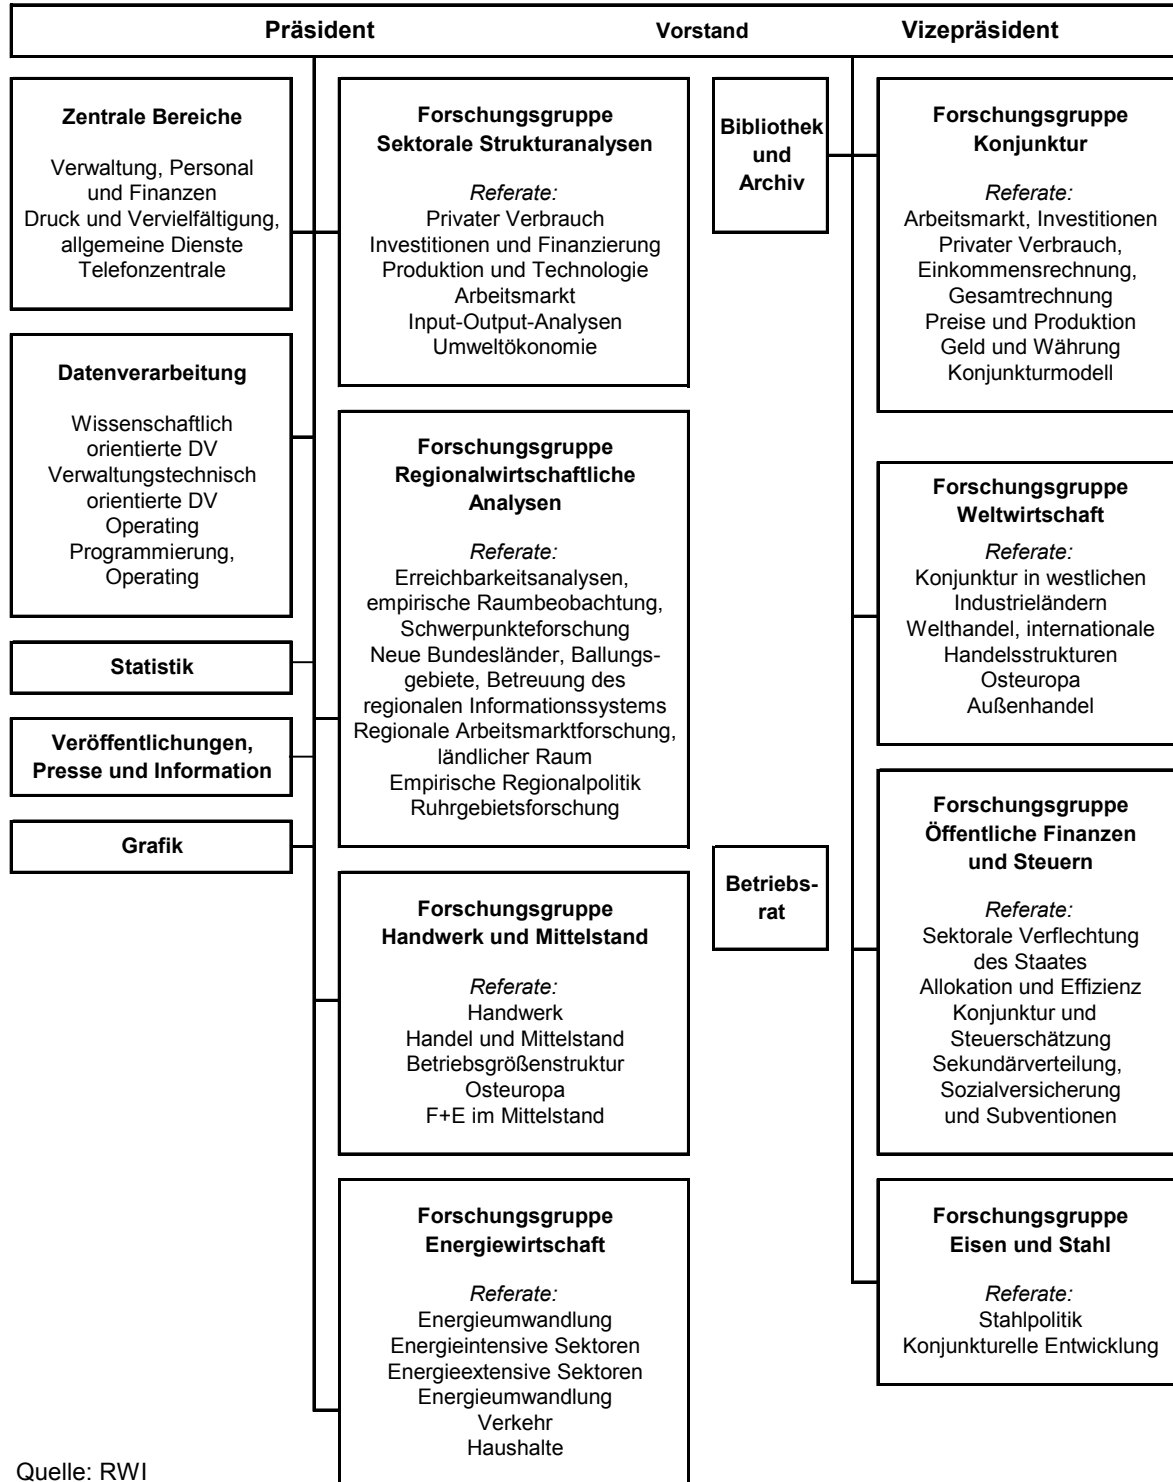 Präsident Vorstand Vizepräsident
Zentrale Bereiche
Verwaltung, Personal
und Finanzen
Druck und Vervielfältigung,
allgemeine Dienste
Telefonzentrale
Datenverarbeitung
Wissenschaftlich
orientierte DV
Verwaltungstechnisch
orientierte DV
Operating
Programmierung,
Operating
Statistik
Veröffentlichungen,
Presse und Information
Grafik
Forschungsgruppe
Sektorale Strukturanalysen
Referate:
Privater Verbrauch
Investitionen und Finanzierung
Produktion und Technologie
Arbeitsmarkt
Input-Output-Analysen
Umweltökonomie
Forschungsgruppe
Regionalwirtschaftliche
Analysen
Referate:
Erreichbarkeitsanalysen,
empirische Raumbeobachtung,
Schwerpunkteforschung
Neue Bundesländer, Ballungs-
gebiete, Betreuung des
regionalen Informationssystems
Regionale Arbeitsmarktforschung,
ländlicher Raum
Empirische Regionalpolitik
Ruhrgebietsforschung
Forschungsgruppe
Handwerk und Mittelstand
Referate:
Handwerk
Handel und Mittelstand
Betriebsgrößenstruktur
Osteuropa
F+E im Mittelstand
Forschungsgruppe
Energiewirtschaft
Referate:
Energieumwandlung
Energieintensive Sektoren
Energieextensive Sektoren
Energieumwandlung
Verkehr
Haushalte
Bibliothek
und
Archiv
Betriebs-
rat
Forschungsgruppe
Konjunktur
Referate:
Arbeitsmarkt, Investitionen
Privater Verbrauch,
Einkommensrechnung,
Gesamtrechnung
Preise und Produktion
Geld und Währung
Konjunkturmodell
Forschungsgruppe
Weltwirtschaft
Referate:
Konjunktur in westlichen
Industrieländern
Welthandel, internationale
Handelsstrukturen
Osteuropa
Außenhandel
Forschungsgruppe
Öffentliche Finanzen
und Steuern
Referate:
Sektorale Verflechtung
des Staates
Allokation und Effizienz
Konjunktur und
Steuerschätzung
Sekundärverteilung,
Sozialversicherung
und Subventionen
Forschungsgruppe
Eisen und Stahl
Referate:
Stahlpolitik
Konjunkturelle Entwicklung
Quelle: RWI